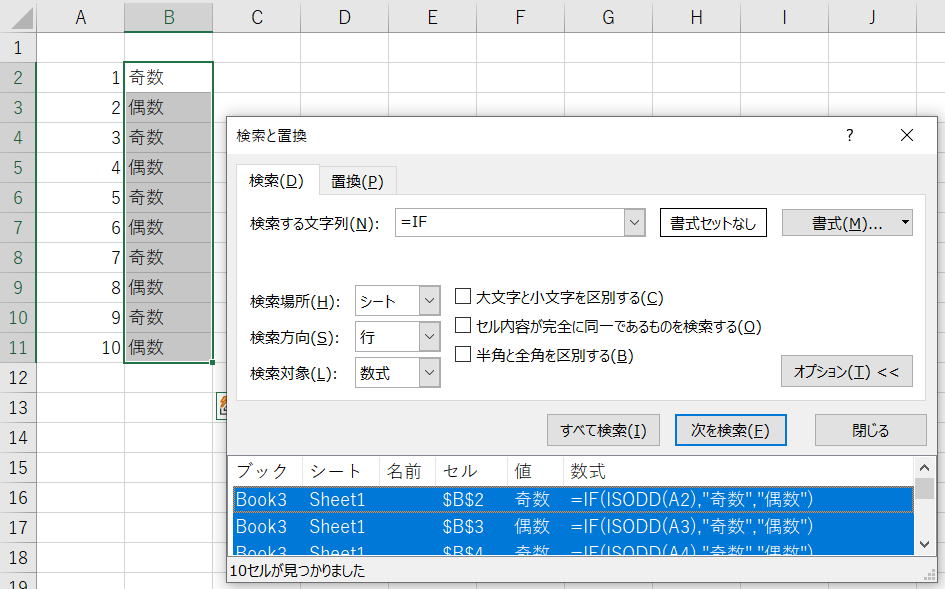 A B C D E F G H I J
1
2 1 奇数
3 2 偶数
4 3 奇数
5 4 偶数
6 5 奇数
7 6 偶数
8 7 奇数
9 8 偶数
10 9 奇数
11 10 偶数
12
13
14
15
16
17
18
19
検索と置換 ?
検索(D) 置換(P)
検索する文字列(N): =IF 書式セットなし 書式(M)...
検索場所(H): シート 大文字と小文字を区別する(C)
検索方向(S): 行 セル内容が完全に同一であるものを検索する(O)
検索対象(L): 数式 半角と全角を区別する(B)
オプション(T) <<
すべて検索(I) 次を検索(F) 閉じる
ブック シート 名前 セル 値 数式
Book3 Sheet1 $B$2 奇数 =IF(ISODD(A2),"奇数","偶数")
Book3 Sheet1 $B$3 偶数 =IF(ISODD(A3),"奇数","偶数")
Book3 Sheet1 $B$4 奇数 =IF(ISODD(A4),"奇数","偶数")
10セルが見つかりました